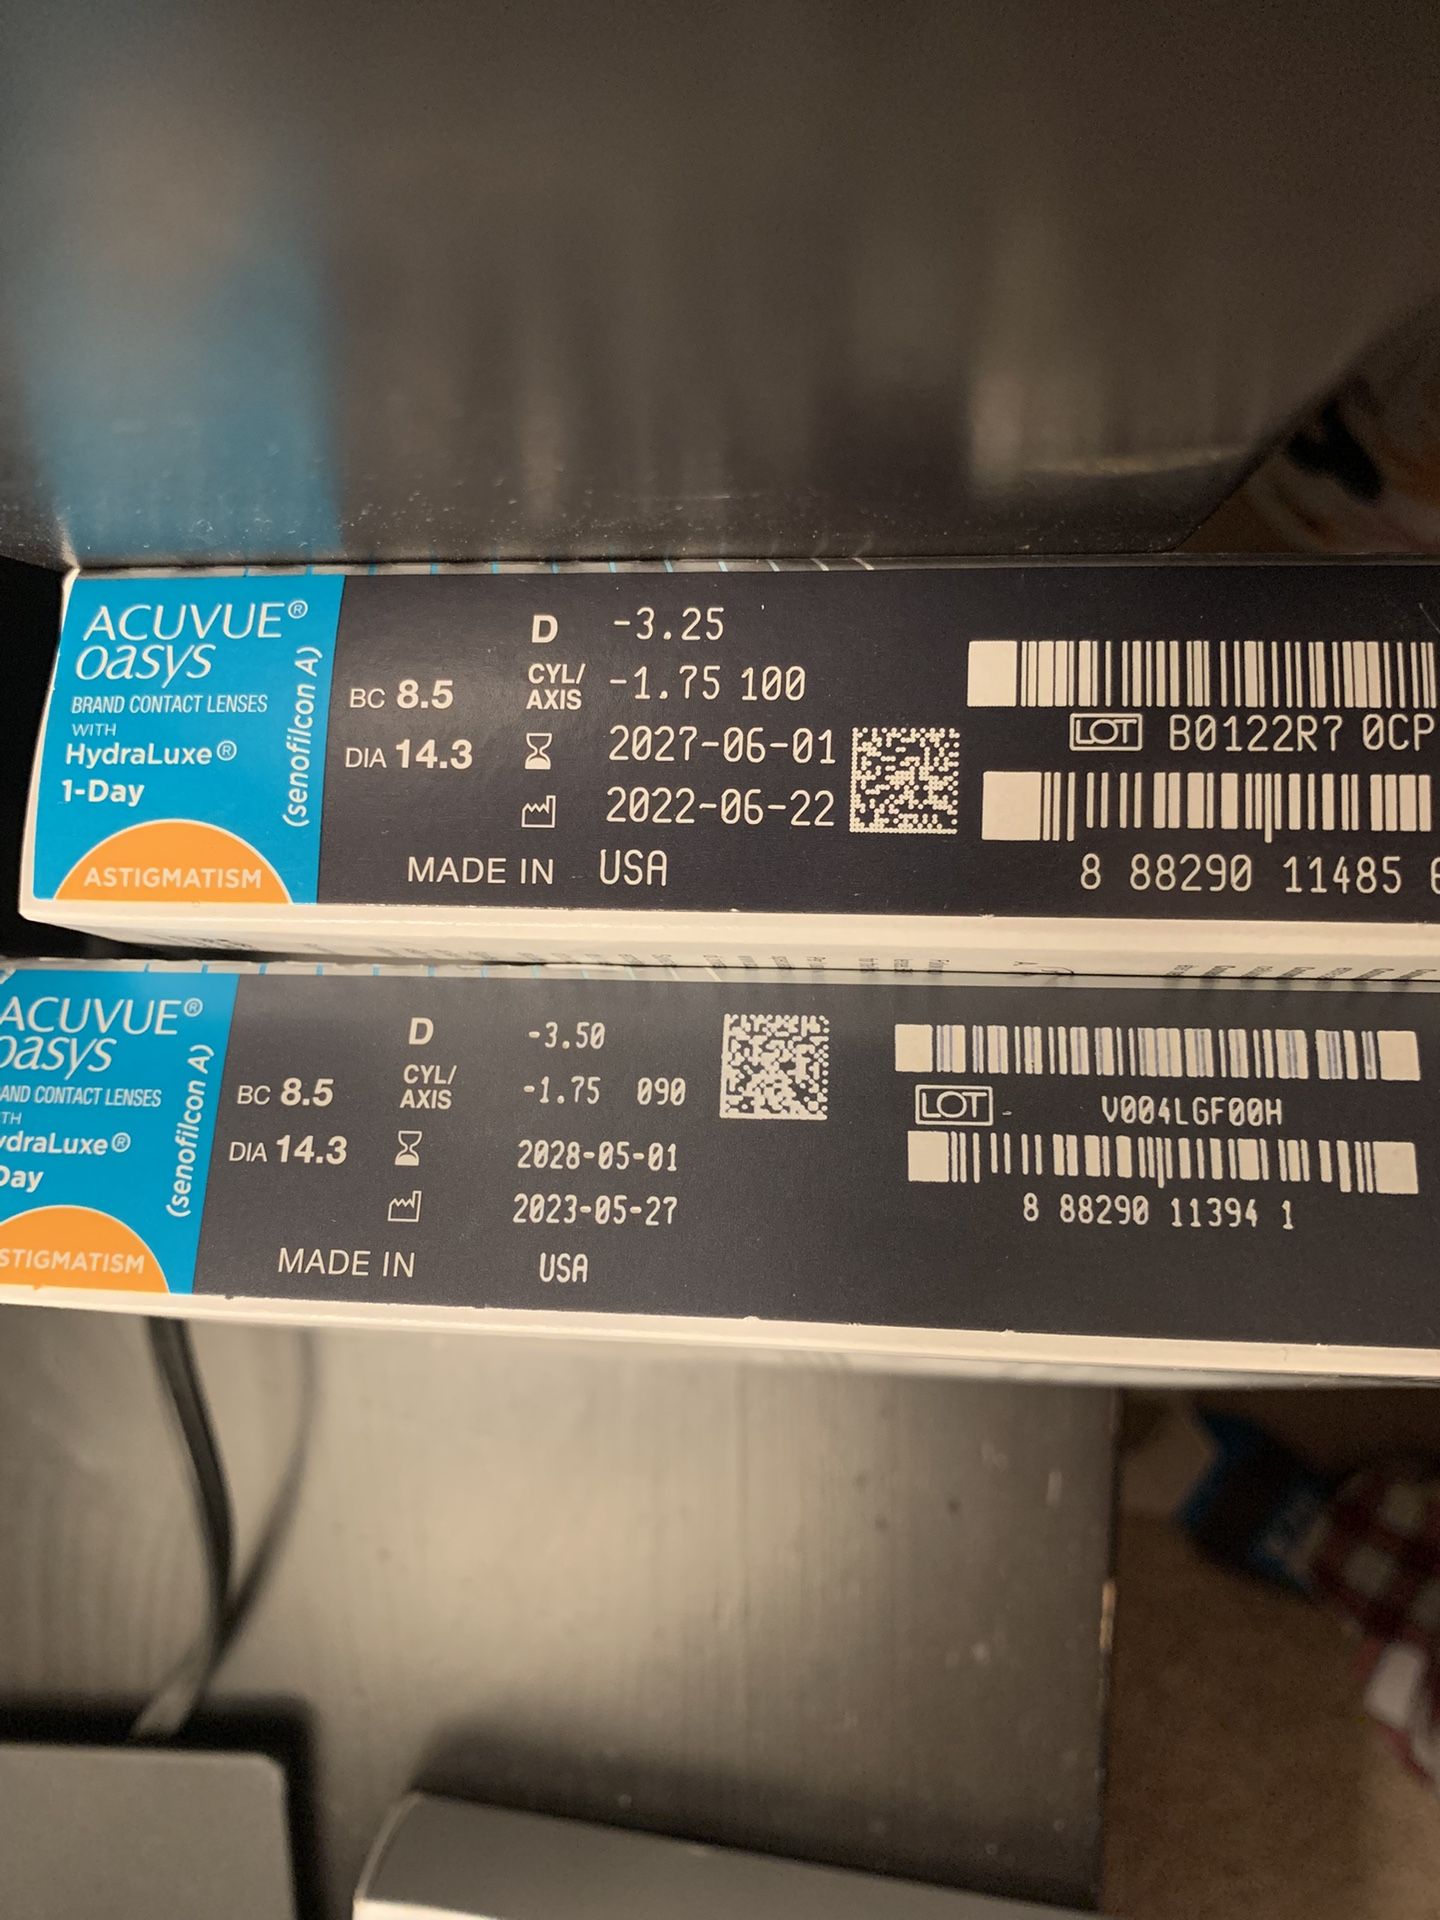 ACUVUE®
oasys
BRAND CONTACT LENSES
WITH
HydraLuxe®
1-Day
(senofilcon A)
ASTIGMATISM
BC 8.5
DIA 14.3
D -3.25
CYL/
AXIS -1.75 100
2027-06-01
2022-06-22
MADE IN USA
LOT B0122R7 0CP
8 88290 11485
ACUVUE®
oasys
CONTACT LENSES
Day
(senofilcon A)
BC 8.5
DIA 14.3
D -3.50
CYL/
AXIS -1.75 090
2028-05-01
2023-05-27
MADE IN USA
LOT V004LGF00H
8 88290 11394 1